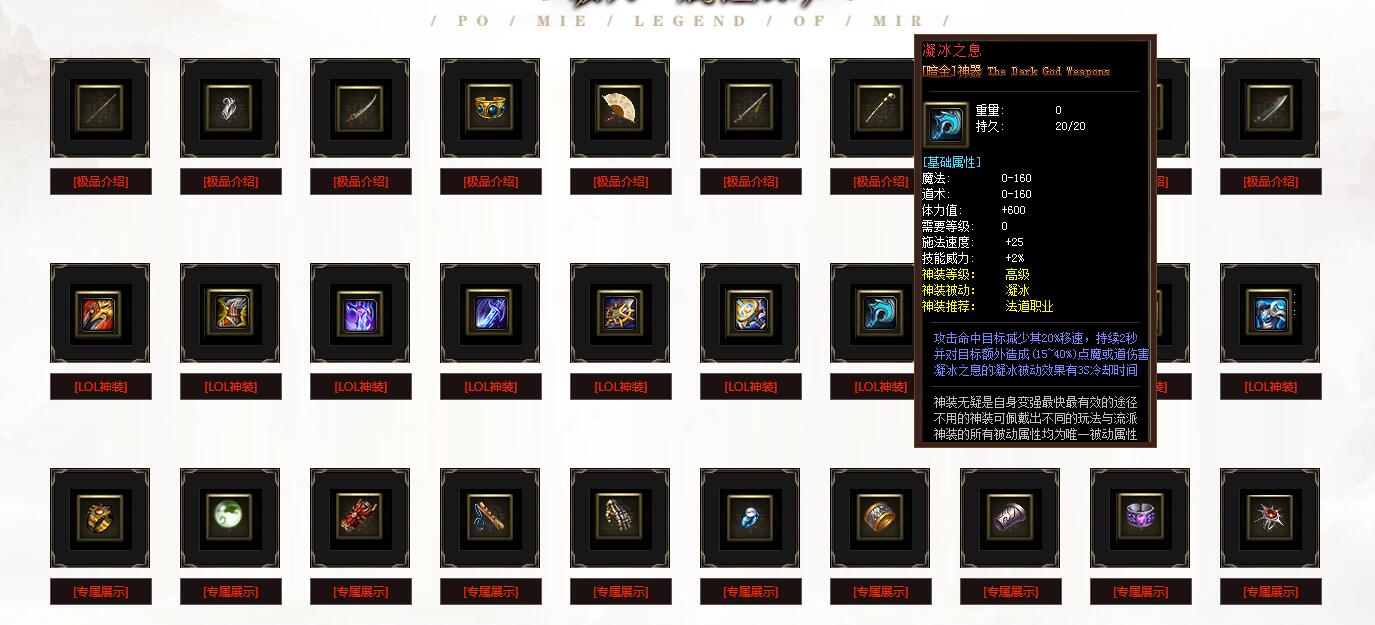 / PO / MIE / LEGEND / OF / MIR /
凝冰之息
[暗金]神器 The Dark God Weapons
重量: 0
持久: 20/20
[基础属性]
魔法: 0-160
道术: 0-160
体力值: +600
需要等级: 0
施法速度: +25
技能威力: +2%
神装等级: 高级
神装被动: 凝冰
神装推荐: 法道职业
攻击命中目标减少其20%移速，持续2秒
并对目标额外造成(15~40%)点魔或道伤害
凝冰之息的凝冰被动效果有3S冷却时间
神装无疑是自身变强最快最有效的途径
不用的神装可佩戴出不同的玩法与流派
神装的所有被动属性均为唯一被动属性
[极品介绍] [极品介绍] [极品介绍] [极品介绍] [极品介绍] [极品介绍] [极品介绍] [极品介绍]
[LOL神装] [LOL神装] [LOL神装] [LOL神装] [LOL神装] [LOL神装] [LOL神装] [LOL神装]
[专属展示] [专属展示] [专属展示] [专属展示] [专属展示] [专属展示] [专属展示] [专属展示] [专属展示] [专属展示]